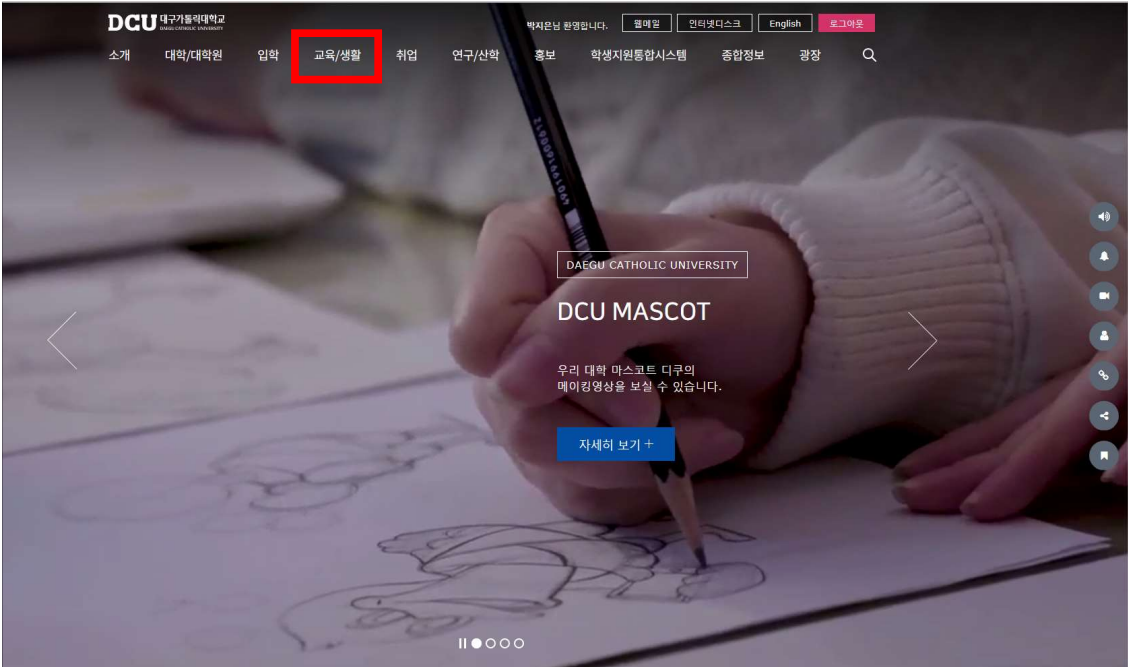 DCU 대구가톨릭대학교
DAEGU CATHOLIC UNIVERSITY
박지은님 환영합니다. 웹메일 인터넷디스크 English 로그아웃
소개 대학/대학원 입학 교육/생활 취업 연구/산학 홍보 학생지원통합시스템 종합정보 광장
4901991900612
DAEGU CATHOLIC UNIVERSITY
DCU MASCOT
우리 대학 마스코트 디쿠의
메이킹영상을 보실 수 있습니다.
자세히 보기 +